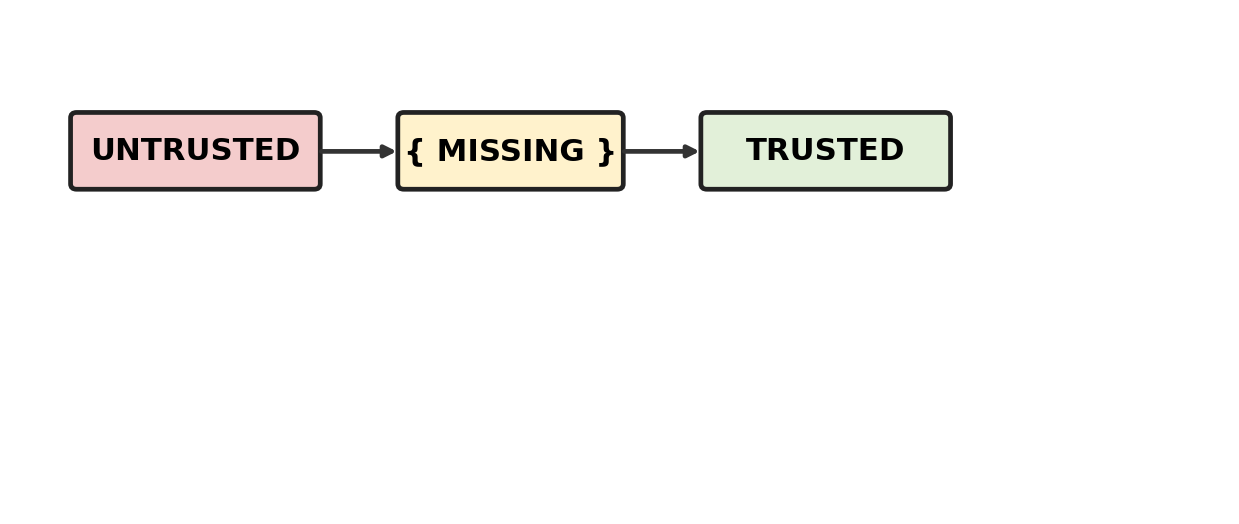 UNTRUSTED
{ MISSING }
TRUSTED